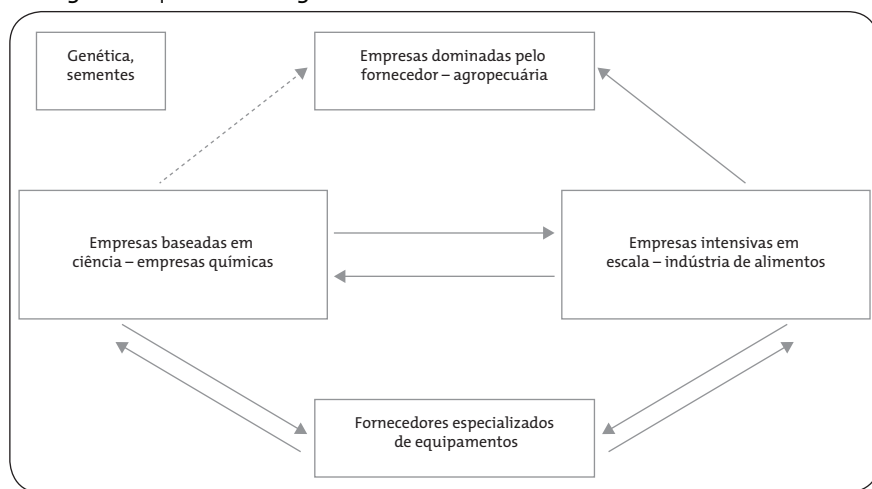 Genética,
sementes
Empresas dominadas pelo
fornecedor – agropecuária
Empresas baseadas em
ciência – empresas químicas
Empresas intensivas em
escala – indústria de alimentos
Fornecedores especializados
de equipamentos